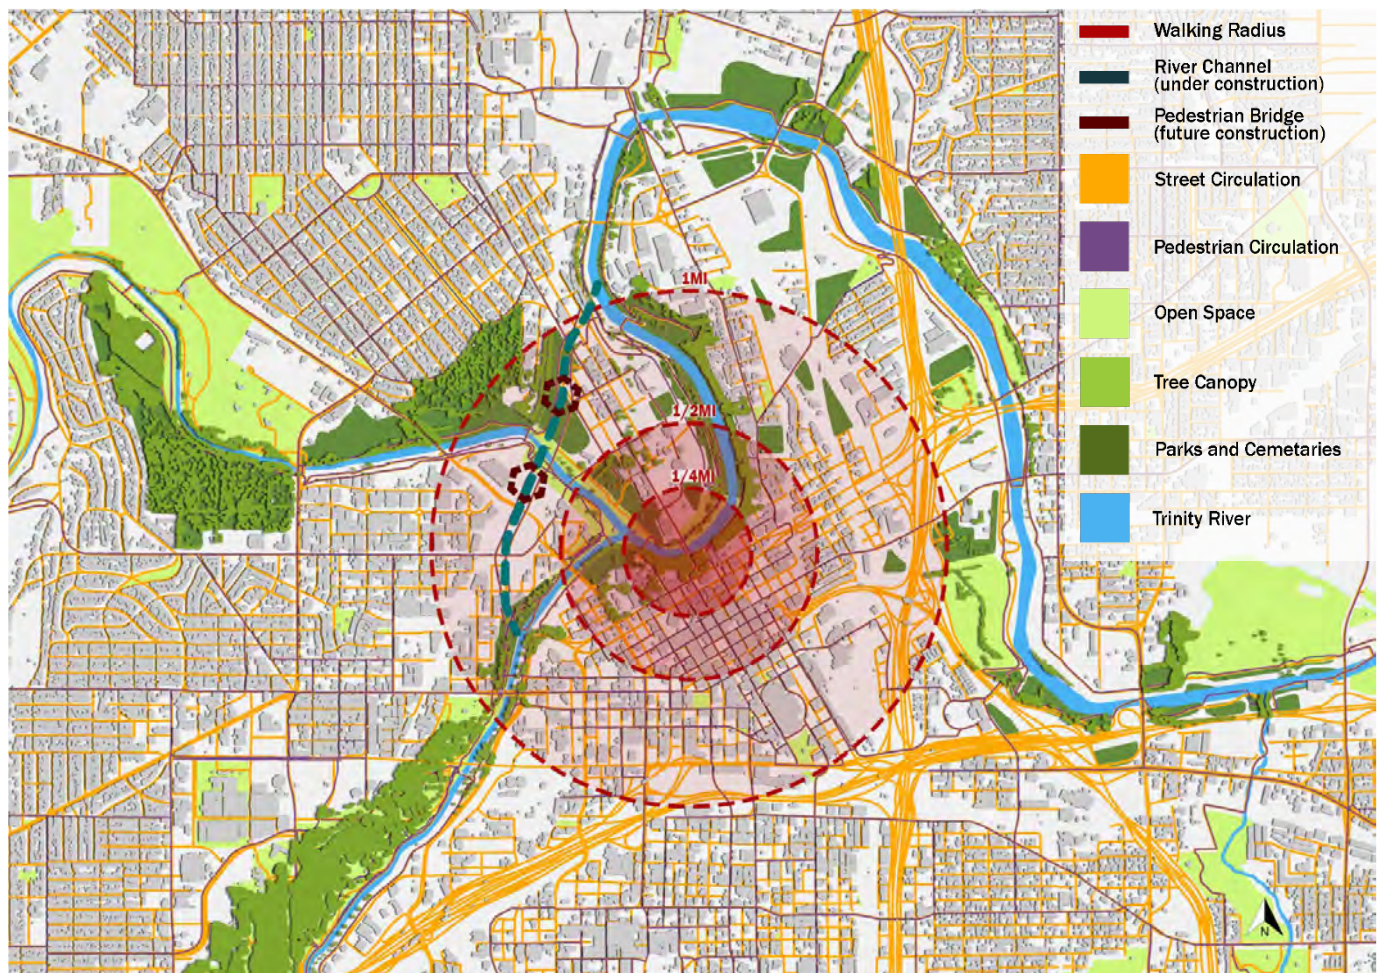 Walking Radius
River Channel
(under construction)
Pedestrian Bridge
(future construction)
Street Circulation
Pedestrian Circulation
Open Space
Tree Canopy
Parks and Cemetaries
Trinity River
1MI
1/2MI
1/4MI
N